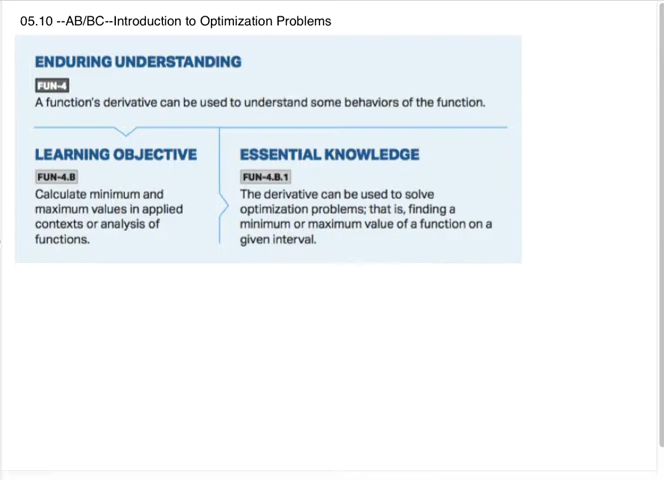 05.10 --AB/BC--Introduction to Optimization Problems
ENDURING UNDERSTANDING
FUN-4
A function's derivative can be used to understand some behaviors of the function.
LEARNING OBJECTIVE
FUN-4.B
Calculate minimum and
maximum values in applied
contexts or analysis of
functions.
ESSENTIAL KNOWLEDGE
FUN-4.B.1
The derivative can be used to solve
optimization problems; that is, finding a
minimum or maximum value of a function on a
given interval.